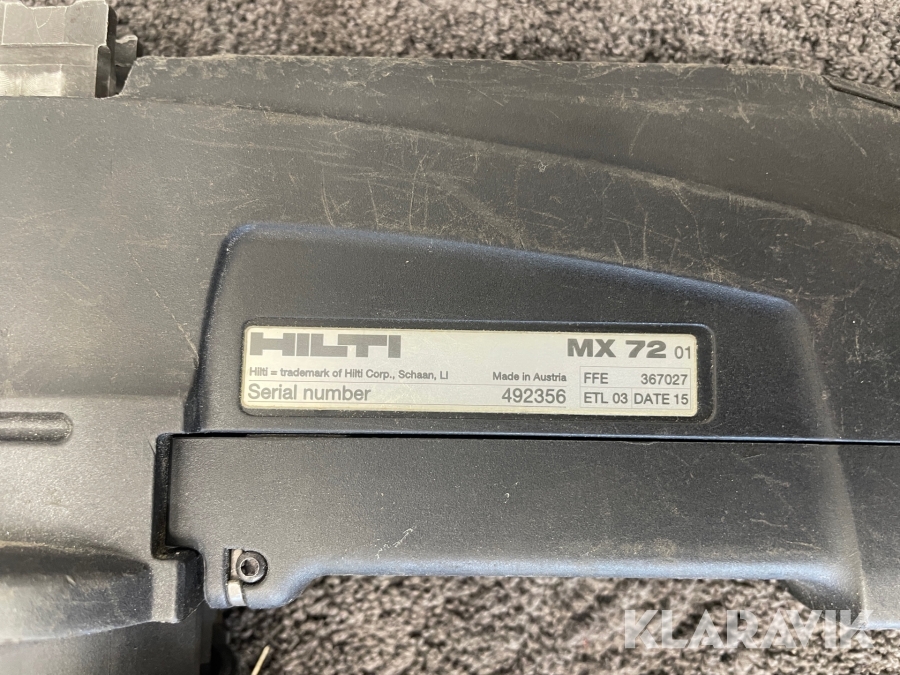 HILTI MX 72 01
Hilti = trademark of Hilti Corp., Schaan, LI Made in Austria FFE 367027
Serial number 492356 ETL 03 DATE 15
KLARAVIK